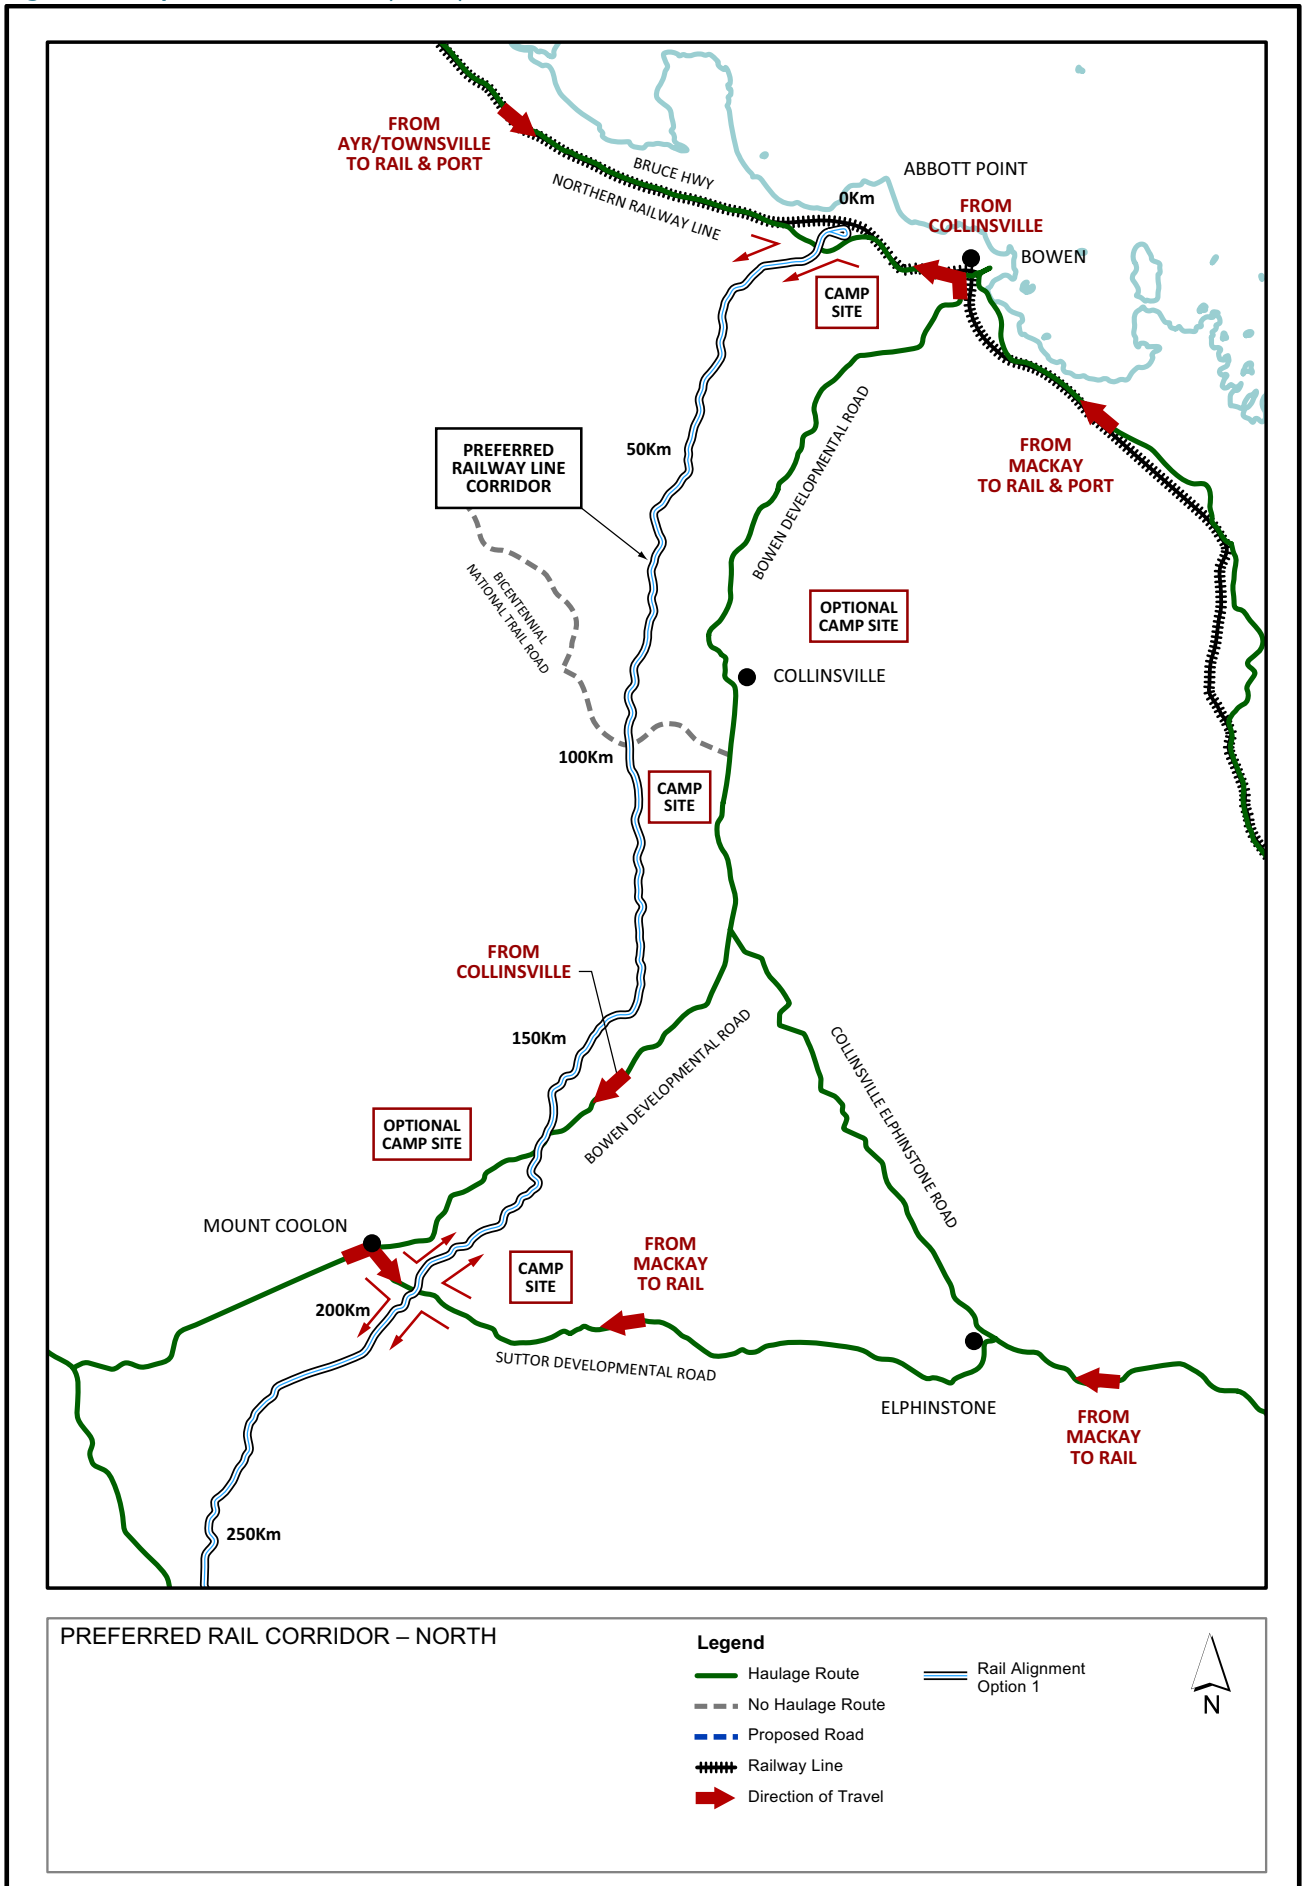 FROM
AYR/TOWNSVILLE
TO RAIL & PORT
BRUCE HWY
NORTHERN RAILWAY LINE
ABBOTT POINT
0Km
FROM
COLLINSVILLE
BOWEN
CAMP
SITE
BOWEN DEVELOPMENTAL ROAD
FROM
MACKAY
TO RAIL & PORT
PREFERRED
RAILWAY LINE
CORRIDOR
50Km
BICENTENNIAL
NATIONAL TRAIL ROAD
OPTIONAL
CAMP SITE
COLLINSVILLE
100Km
CAMP
SITE
FROM
COLLINSVILLE
150Km
BOWEN DEVELOPMENTAL ROAD
COLLINSVILLE ELPHINSTONE ROAD
OPTIONAL
CAMP SITE
MOUNT COOLON
CAMP
SITE
FROM
MACKAY
TO RAIL
200Km
SUTTOR DEVELOPMENTAL ROAD
ELPHINSTONE
FROM
MACKAY
TO RAIL
250Km
PREFERRED RAIL CORRIDOR – NORTH
Legend
Haulage Route
No Haulage Route
Proposed Road
Railway Line
Direction of Travel
Rail Alignment
Option 1
N